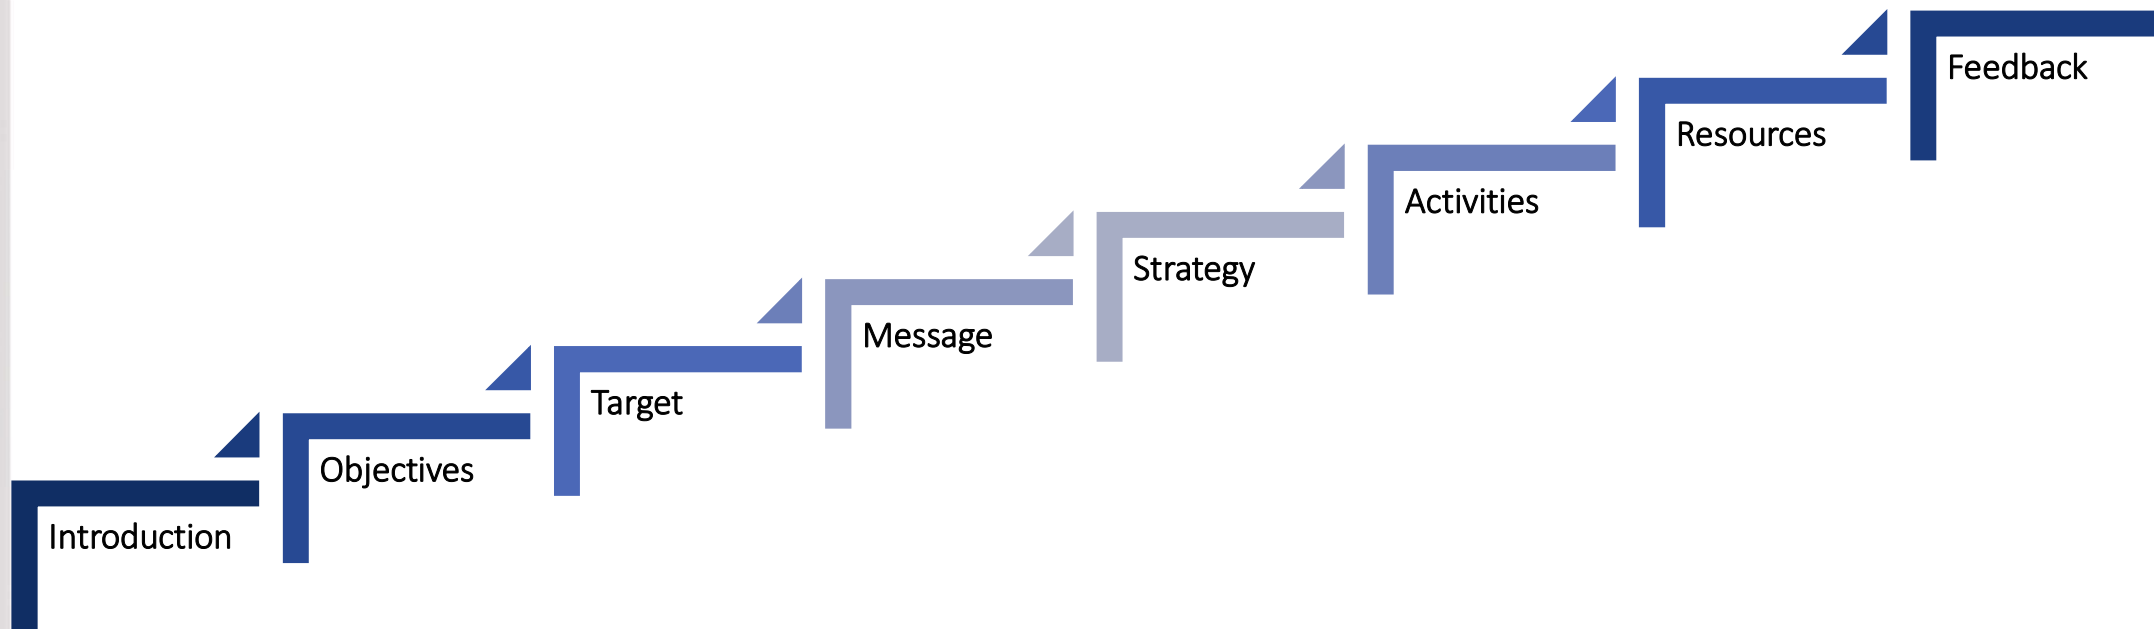 Introduction
Objectives
Target
Message
Strategy
Activities
Resources
Feedback